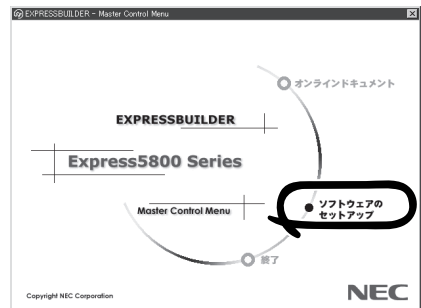 EXPRESSBUILDER - Master Control Menu
オンラインドキュメント
EXPRESSBUILDER
Express5800 Series
Master Control Menu
ソフトウェアの
セットアップ
終了
Copyright NEC Corporation
NEC